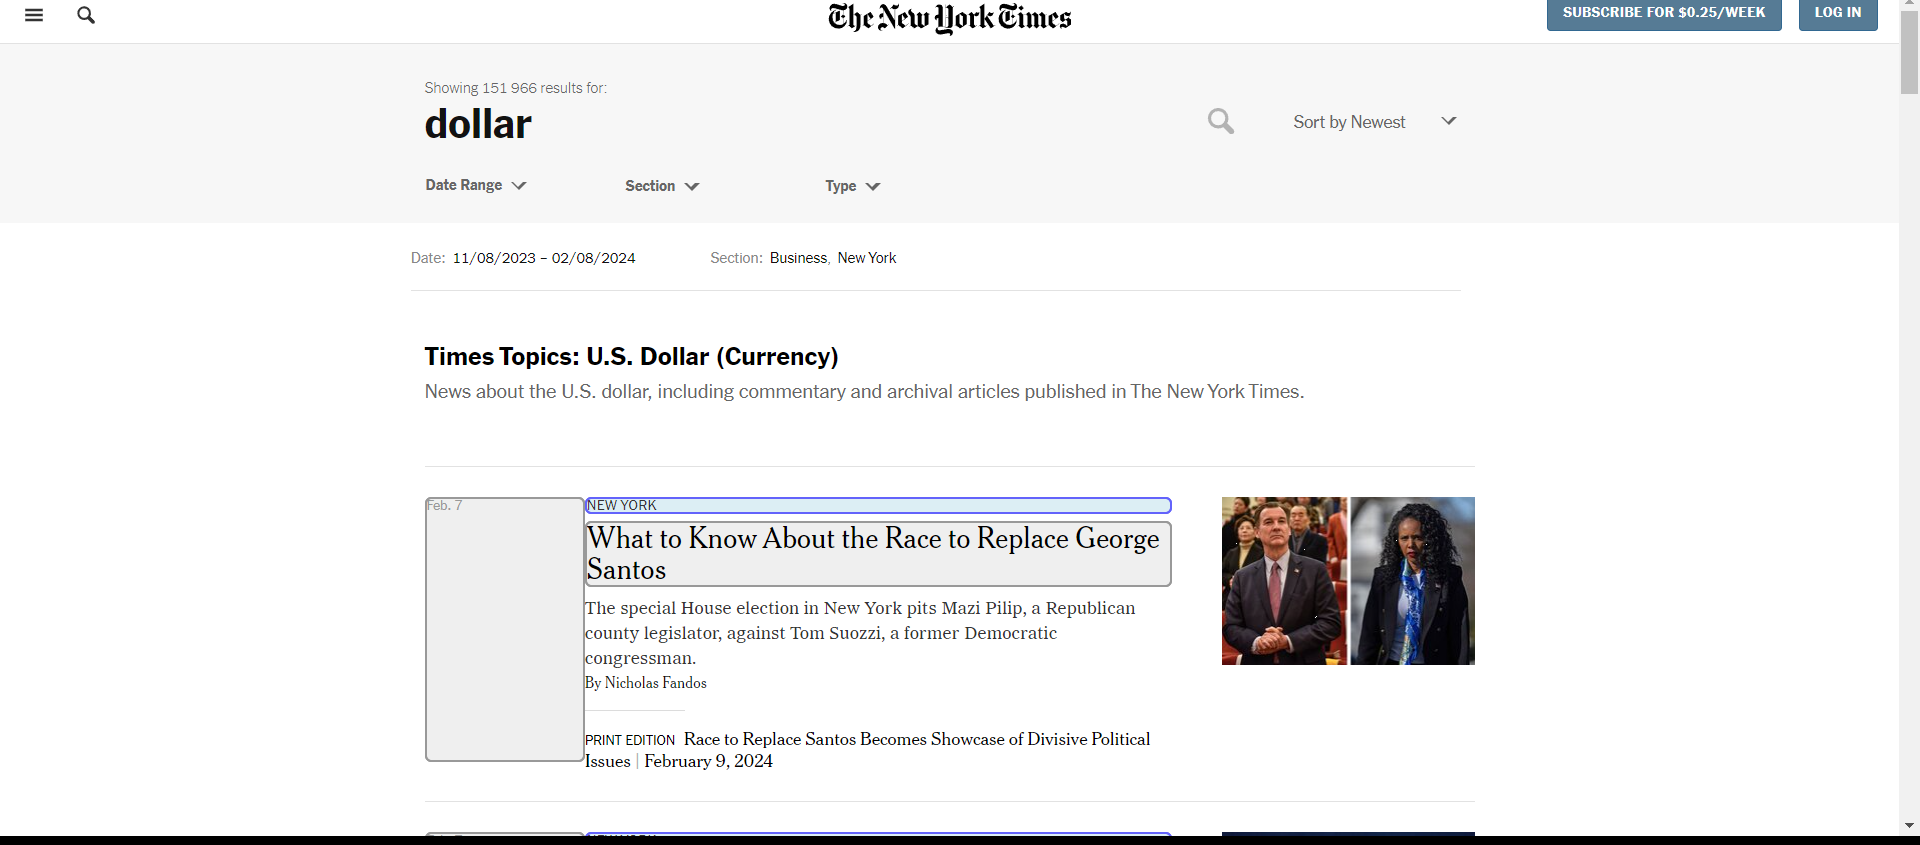 The New York Times
SUBSCRIBE FOR $0.25/WEEK
LOG IN
Showing 151 966 results for:
dollar
Sort by Newest
Date Range
Section
Type
Date: 11/08/2023 – 02/08/2024
Section: Business, New York
Times Topics: U.S. Dollar (Currency)
News about the U.S. dollar, including commentary and archival articles published in The New York Times.
Feb. 7
NEW YORK
What to Know About the Race to Replace George
Santos
The special House election in New York pits Mazi Pilip, a Republican
county legislator, against Tom Suozzi, a former Democratic
congressman.
By Nicholas Fandos
PRINT EDITION Race to Replace Santos Becomes Showcase of Divisive Political
Issues | February 9, 2024